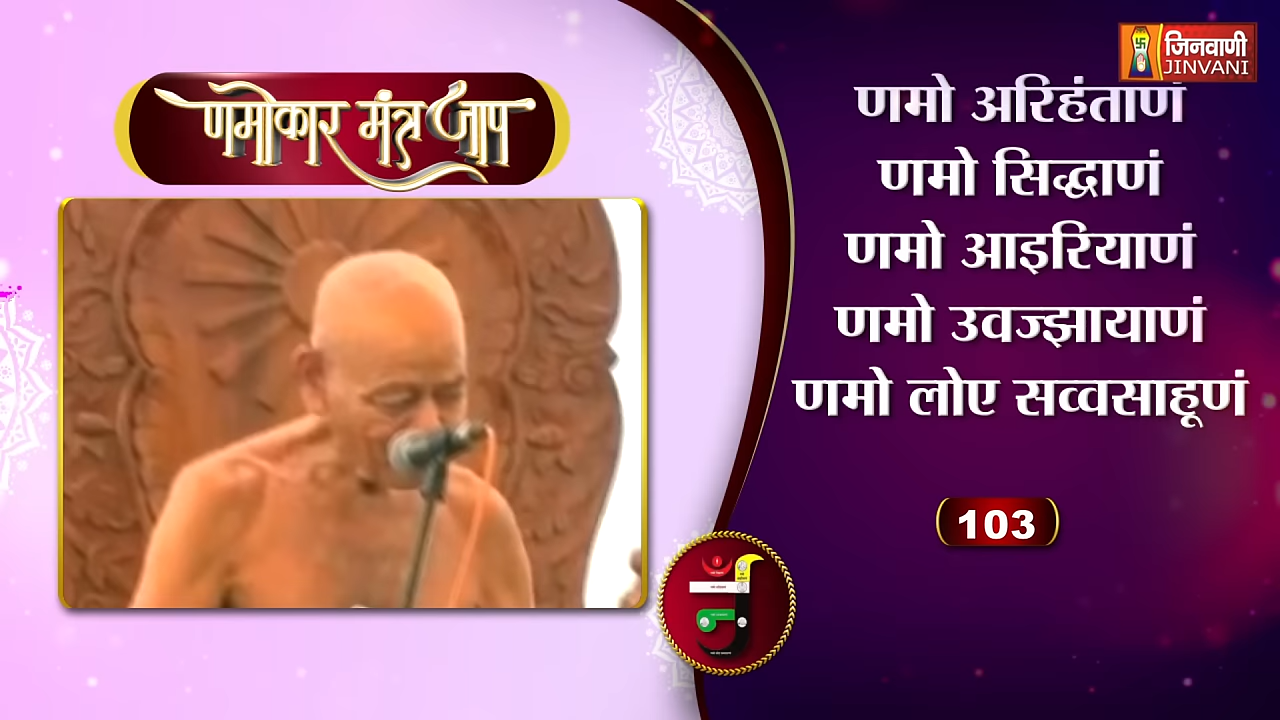 जिनवाणी
JINVANI
णमोकार मंत्र जाप
णमो अरिहंताणं
णमो सिद्धाणं
णमो आइरियाणं
णमो उवज्झायाणं
णमो लोए सव्वसाहूणं
103